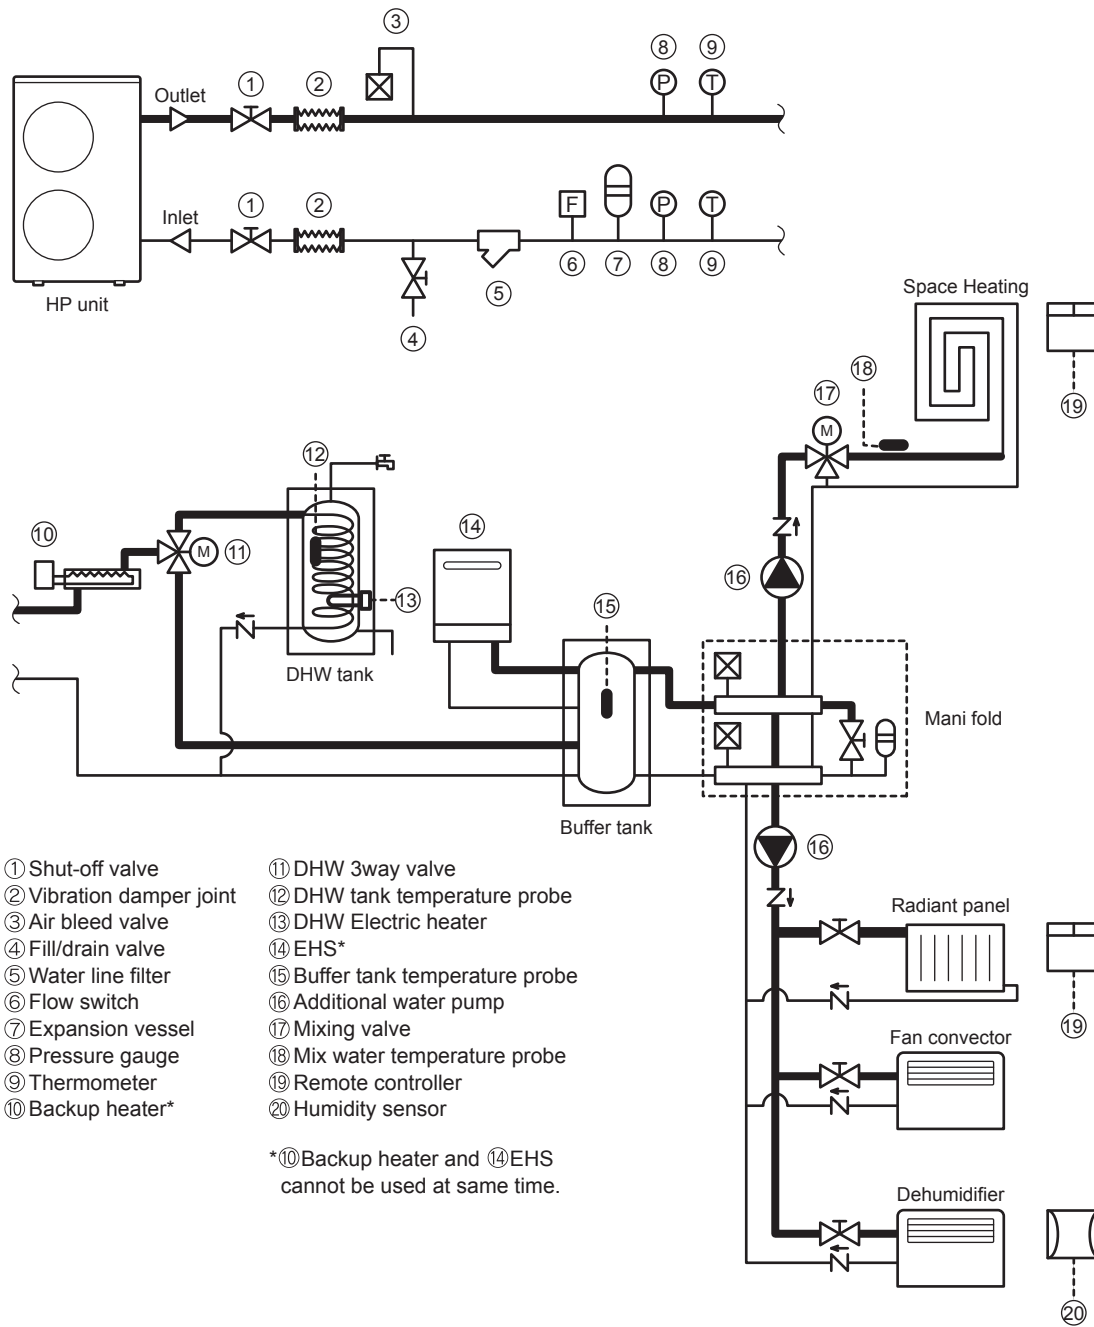 ③
⑧ ⑨
① ②
P T
Outlet
① ②
F P T
Inlet
⑥ ⑦ ⑧ ⑨
⑤
④
HP unit
Space Heating
⑲
⑱
⑰
M
⑫
⑩
M ⑪
⑭
⑯
⑬
⑮
DHW tank
Mani fold
Buffer tank
⑯
① Shut-off valve
② Vibration damper joint
③ Air bleed valve
④ Fill/drain valve
⑤ Water line filter
⑥ Flow switch
⑦ Expansion vessel
⑧ Pressure gauge
⑨ Thermometer
⑩ Backup heater*
⑪ DHW 3way valve
⑫ DHW tank temperature probe
⑬ DHW Electric heater
⑭ EHS*
⑮ Buffer tank temperature probe
⑯ Additional water pump
⑰ Mixing valve
⑱ Mix water temperature probe
⑲ Remote controller
⑳ Humidity sensor
*⑩Backup heater and ⑭EHS
cannot be used at same time.
Radiant panel
⑲
Fan convector
Dehumidifier
⑳